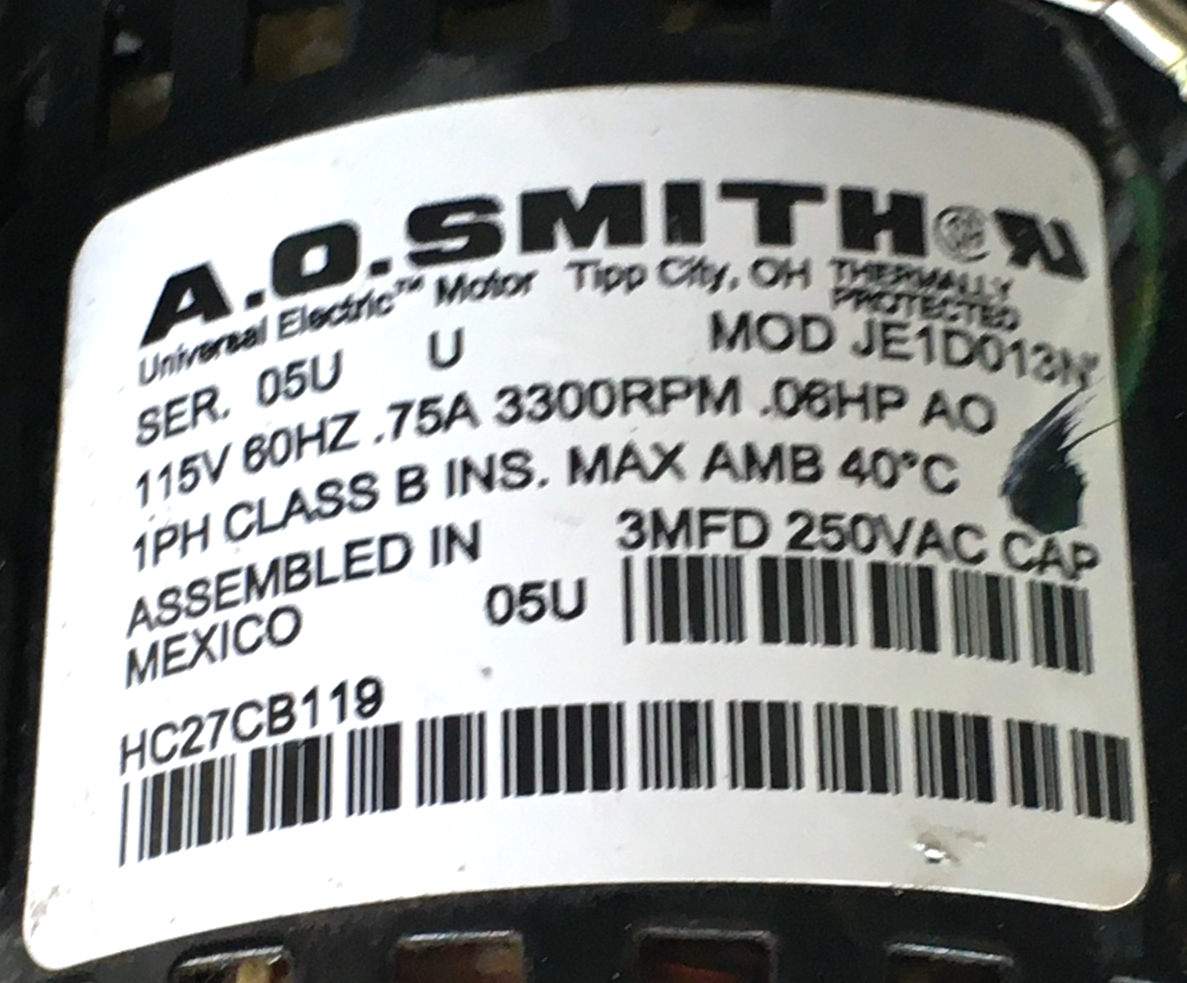 A.O.SMITH
Universal Electric™ Motor Tipp City, OH THERMALLY PROTECTED
SER. 05U U MOD JE1D013N
115V 60HZ .75A 3300RPM .06HP AO
1PH CLASS B INS. MAX AMB 40°C
ASSEMBLED IN 3MFD 250VAC CAP
MEXICO 05U
HC27CB119